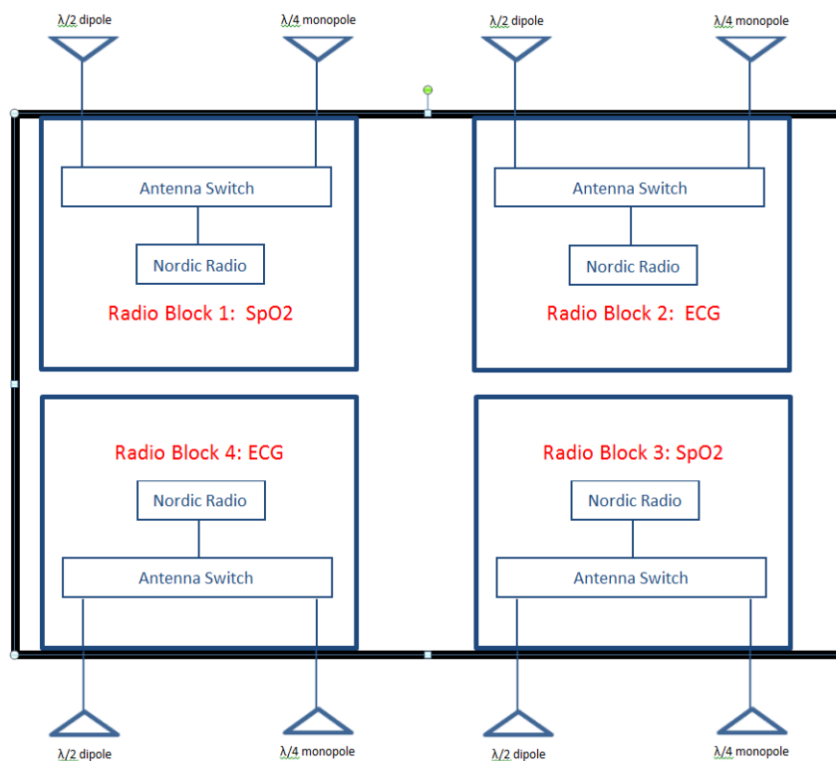 λ/2 dipole
λ/4 monopole
λ/2 dipole
λ/4 monopole
Antenna Switch
Antenna Switch
Nordic Radio
Nordic Radio
Radio Block 1:  SpO2
Radio Block 2:  ECG
Radio Block 4: ECG
Radio Block 3: SpO2
Nordic Radio
Nordic Radio
Antenna Switch
Antenna Switch
λ/2 dipole
λ/4 monopole
λ/2 dipole
λ/4 monopole